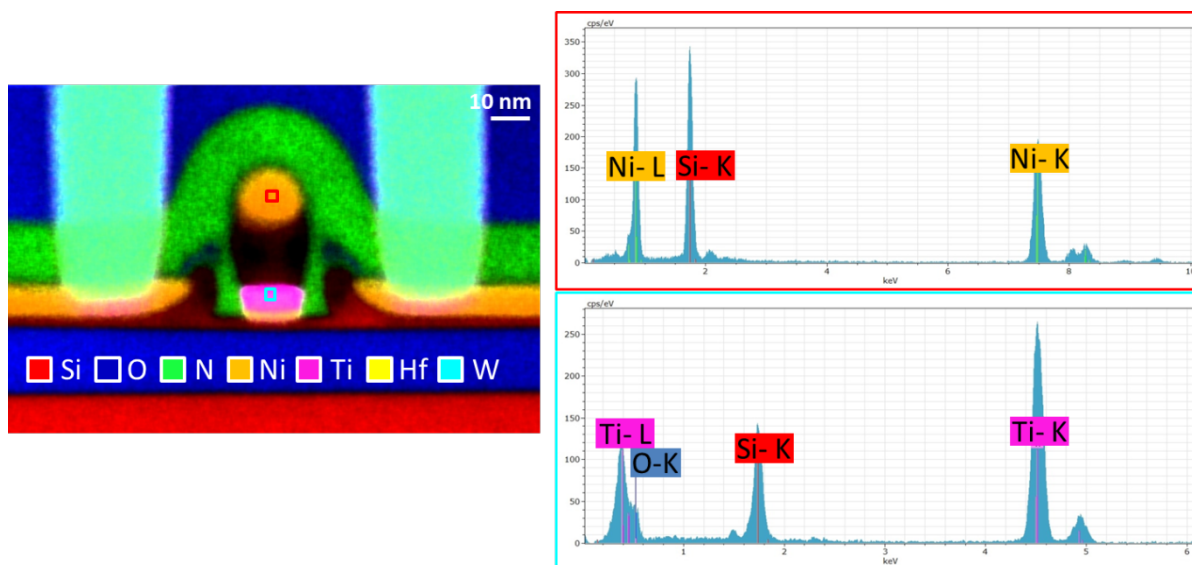 10 nm
Si O N Ni Ti Hf W
cps/eV
350
300
250
200
150
100
50
0
Ni- L Si- K Ni- K
2 4 6 8 10
keV
cps/eV
250
200
150
100
50
0
Ti- L
O-K
Si- K
Ti- K
1 2 3 4 5 6
keV